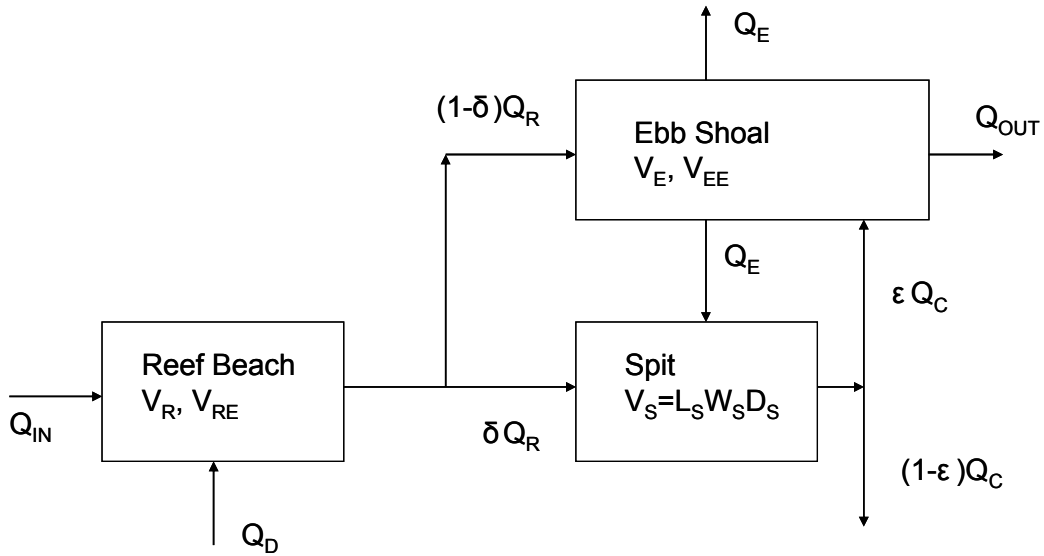 Q_E
(1-δ)Q_R
Ebb Shoal
V_E, V_EE
Q_OUT
Q_E
ε Q_C
Reef Beach
V_R, V_RE
Spit
V_S=L_SW_SD_S
Q_IN
δQ_R
(1-ε)Q_C
Q_D